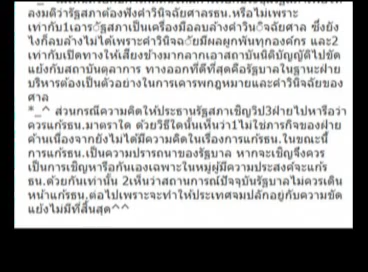 ลงมติว่ารัฐสภาต้องฟังคำวินิจฉัยศาลรธน.หรือไม่เพราะ
เท่ากับ1เอารัฐสภาเป็นเครื่องมือลบล้างคำวินิจฉัยศาล ซึ่งยัง
ไงก็ลบล้างไม่ได้เพราะคำวินิจฉัยมีผลผูกพันทุกองค์กร และ2
เท่ากับเปิดทางให้เสียงข้างมากลากเอาสถาบันนิติบัญญัติไปขัด
แย้งกับสถาบันตุลาการ ทางออกที่ดีที่สุดคือรัฐบาลในฐานะฝ่าย
บริหารต้องเป็นตัวอย่างในการเคารพกฎหมายและคำวินิจฉัยของ
ศาล
*_^ ส่วนกรณีความคิดให้ประธานรัฐสภาเชิญวิป3ฝ่ายไปหารือว่า
ควรแก้รธน.มาตราใด ด้วยวิธีใดนั้นเห็นว่า1ไม่ใช่ภารกิจของฝ่าย
ค้านเนื่องจากยังไม่ได้มีความคิดในเรื่องการแก้รธน.ในขณะนี้
การแก้รธน.เป็นความปรารถนาของรัฐบาล หากจะเชิญจึงควร
เป็นการเชิญหารือกันเองเฉพาะในหมู่ผู้มีความประสงค์จะแก้รั
ธน.ด้วยกันเท่านั้น 2เห็นว่าสถานการณ์ปัจจุบันรัฐบาลไม่ควรเดิน
หน้าแก้รธน.ต่อไปเพราะจะทำให้ประเทศจมปลักอยู่กับความขัด
แย้งไม่มีที่สิ้นสุด^^